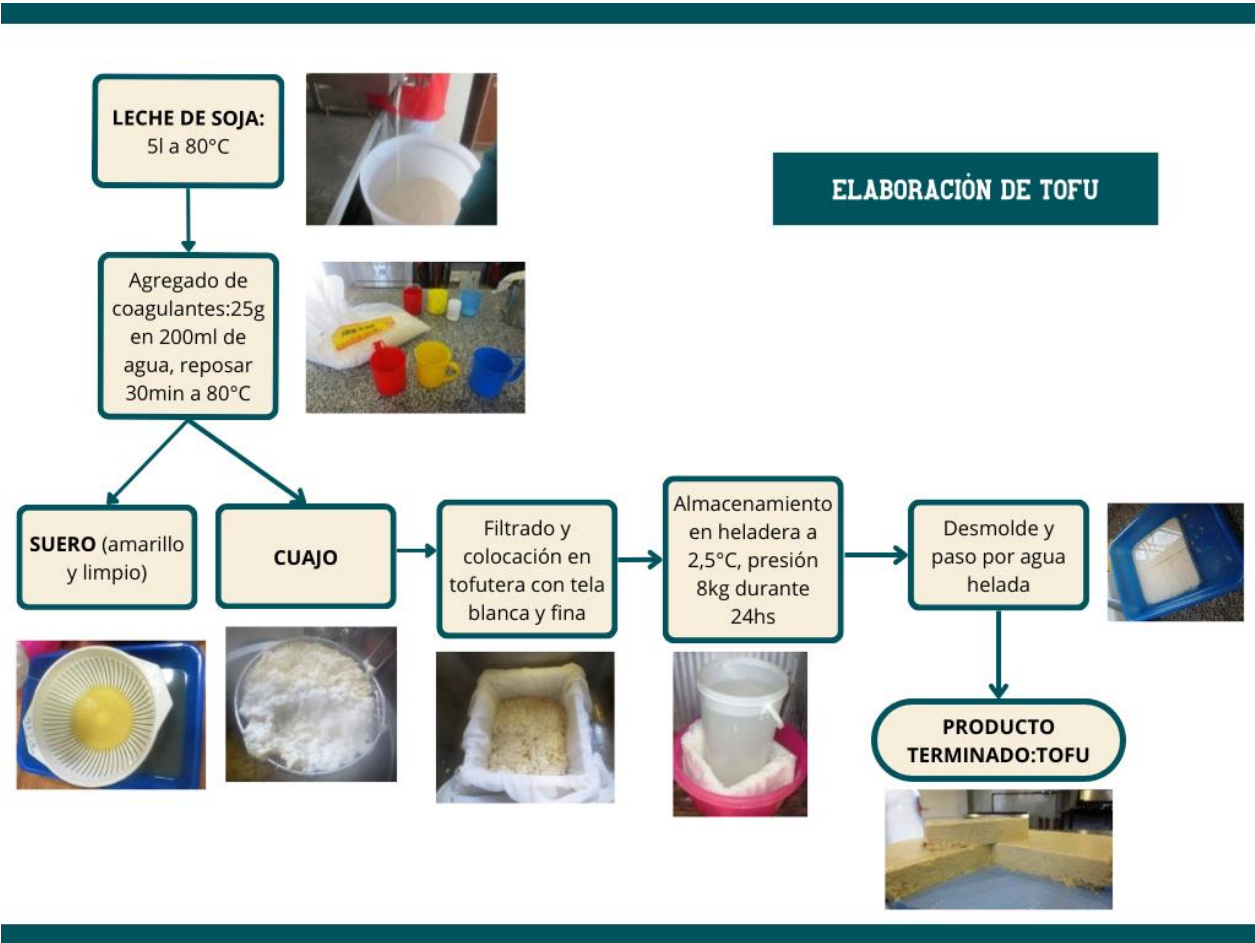 LECHE DE SOJA:
5l a 80°C
ELABORACIÓN DE TOFU
Agregado de
coagulantes:25g
en 200ml de
agua, reposar
30min a 80°C
SUERO (amarillo
y limpio)
CUAJO
Filtrado y
colocación en
tofutera con tela
blanca y fina
Almacenamiento
en heladera a
2,5°C, presión
8kg durante
24hs
Desmolde y
paso por agua
helada
PRODUCTO
TERMINADO:TOFU